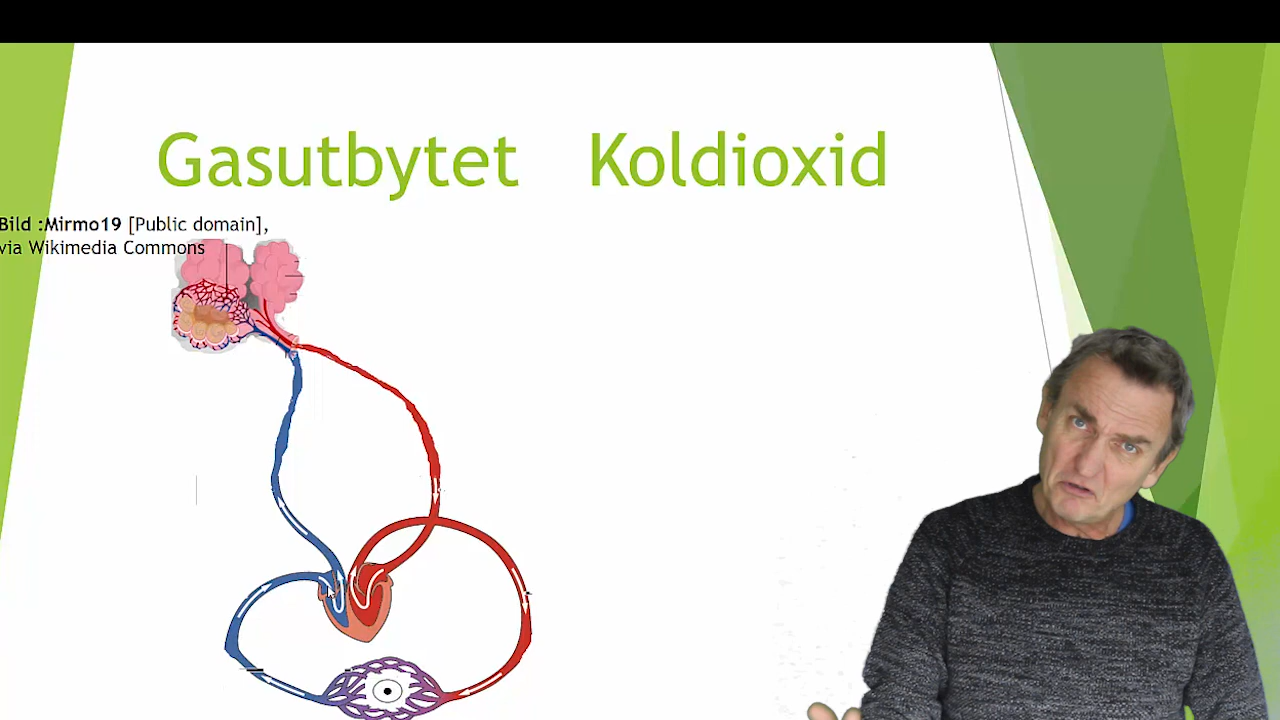 Gasutbytet Koldioxid
Bild :Mirmo19 [Public domain],
via Wikimedia Commons